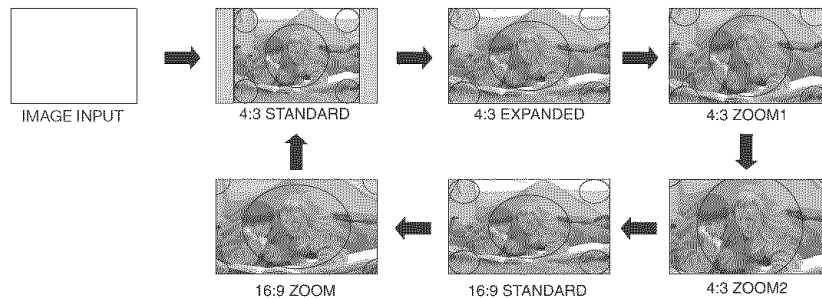 IMAGE INPUT
4:3 STANDARD
4:3 EXPANDED
4:3 ZOOM1
16:9 ZOOM
16:9 STANDARD
4:3 ZOOM2